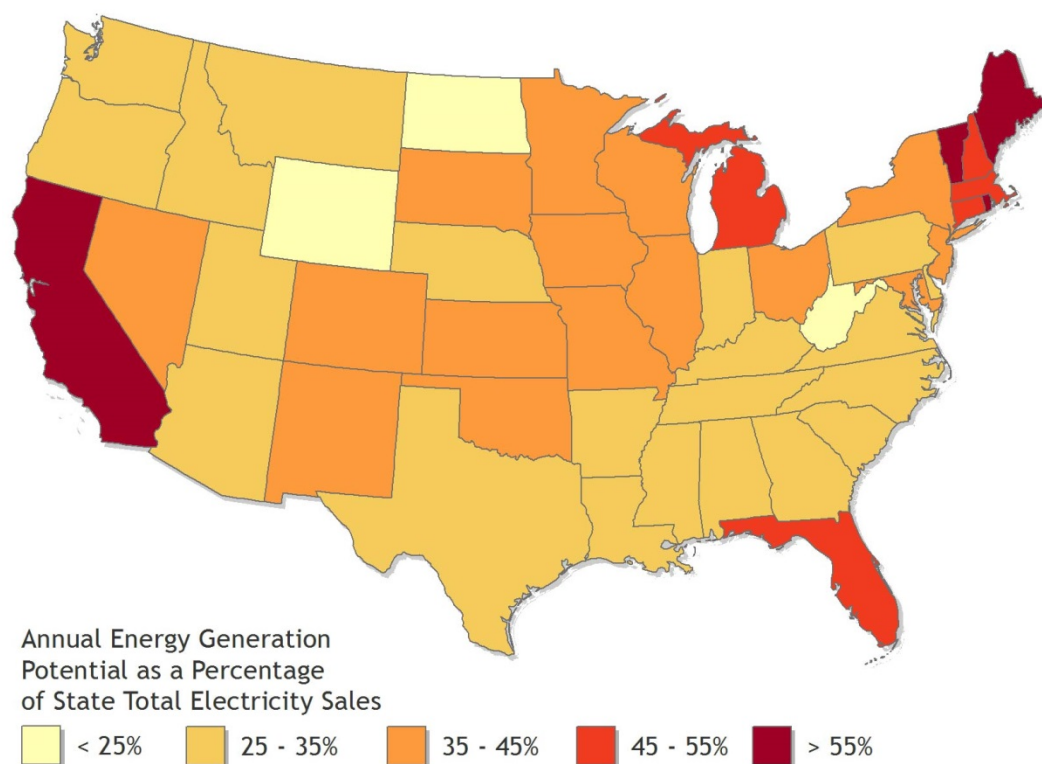 Annual Energy Generation
Potential as a Percentage
of State Total Electricity Sales
< 25% 25 - 35% 35 - 45% 45 - 55% > 55%